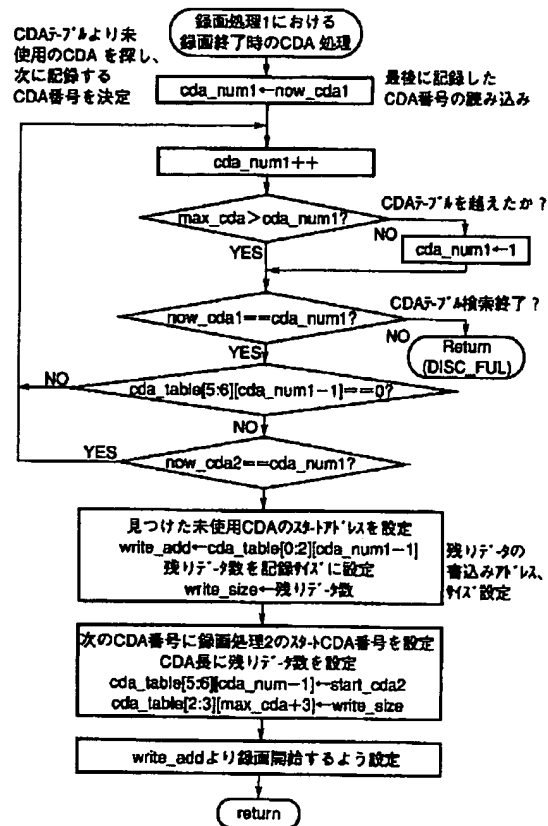 CDAテーブルより未
使用のCDA を探し、
次に記録する
CDA番号を決定
録画処理1における
録画終了時のCDA 処理
cda_num1←now_cda1
最後に記録した
CDA番号の読み込み
cda_num1++
max_cda>cda_num1?
CDAテーブルを越えたか？
NO
YES
cda_num1←1
now_cda1==cda_num1?
CDAテーブル検索終了？
NO
YES
Return
(DISC_FUL)
NO
cda_table[5:6][cda_num1-1]==0?
NO
YES
now_cda2==cda_num1?
見つけた未使用CDAのスタートアドレスを設定
write_add←cda_table[0:2][cda_num1-1]
残りデータ数を記録サイズに設定
write_size←残りデータ数
残りデータの
書込みアドレス、
サイズ設定
次のCDA番号に録画処理2のスタートCDA番号を設定
CDA長に残りデータ数を設定
cda_table[5:6][cda_num-1]←start_cda2
cda_table[2:3][max_cda+3]←write_size
write_addより録画開始するよう設定
return